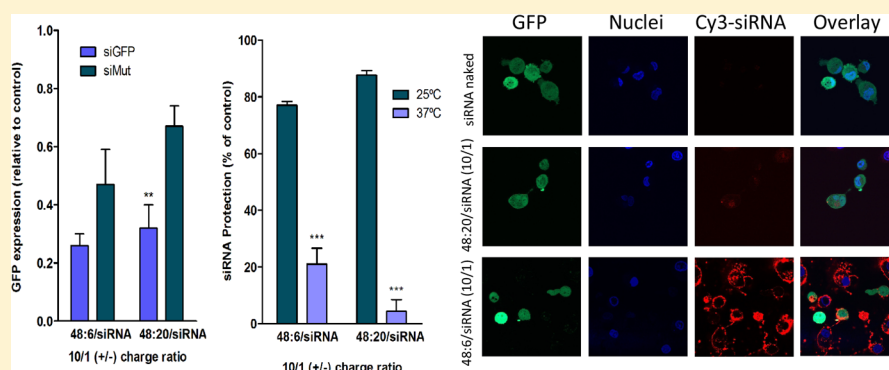 GFP expression (relative to control)
1.0
0.8
0.6
0.4
0.2
0.0
siGFP
siMut
**
48:6/siRNA 48:20/siRNA
10/1 (+/-) charge ratio
siRNA Protection (% of control)
100
80
60
40
20
0
25ºC
37ºC
***
***
48:6/siRNA 48:20/siRNA
10/1 (+/-) charge ratio
GFP Nuclei Cy3-siRNA Overlay
siRNA naked
48:20/siRNA (10/1)
48:6/siRNA (10/1)